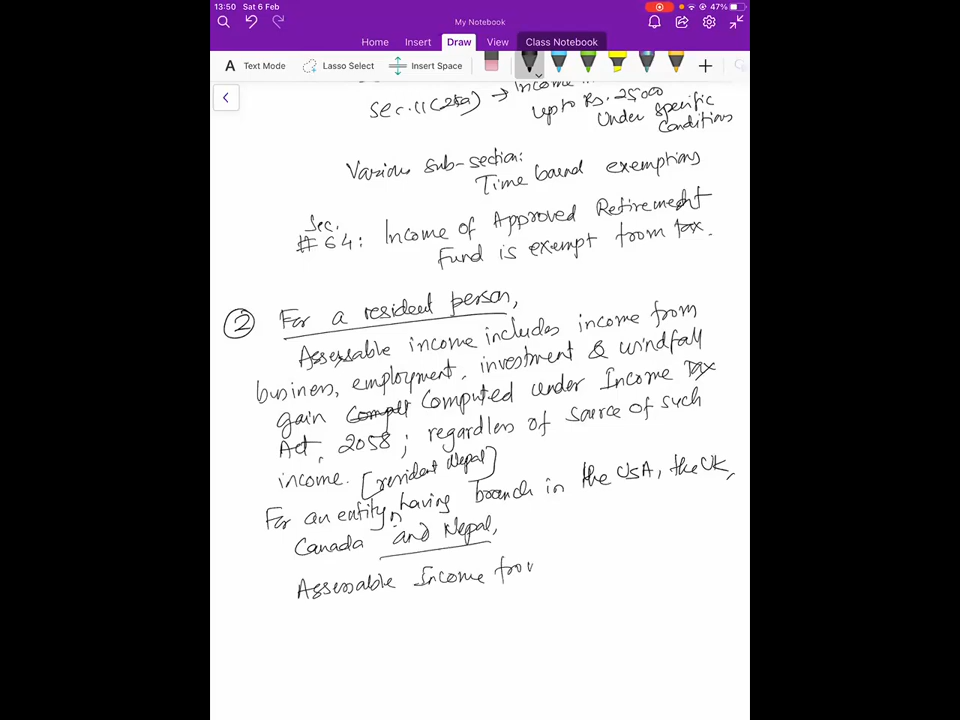 13:50 Sat 6 Feb
47%
My Notebook
Home Insert Draw View Class Notebook
A Text Mode Lasso Select Insert Space
Sec. 11 → Income
upto Rs. 25000
Under specific
Conditions
Various sub-section:
Time bound exemptions
Sec.
# 64: Income of Approved Retirement
Fund is exempt from tax.
2 For a resident person,
Assessable income includes income from
business, employment, investment & windfall
gain Computed under Income Tax
Act, 2058; regardless of source of such
income. [resident Nepal]
For an entity, having branch in the USA, the UK,
Canada and Nepal,
Assessable Income from